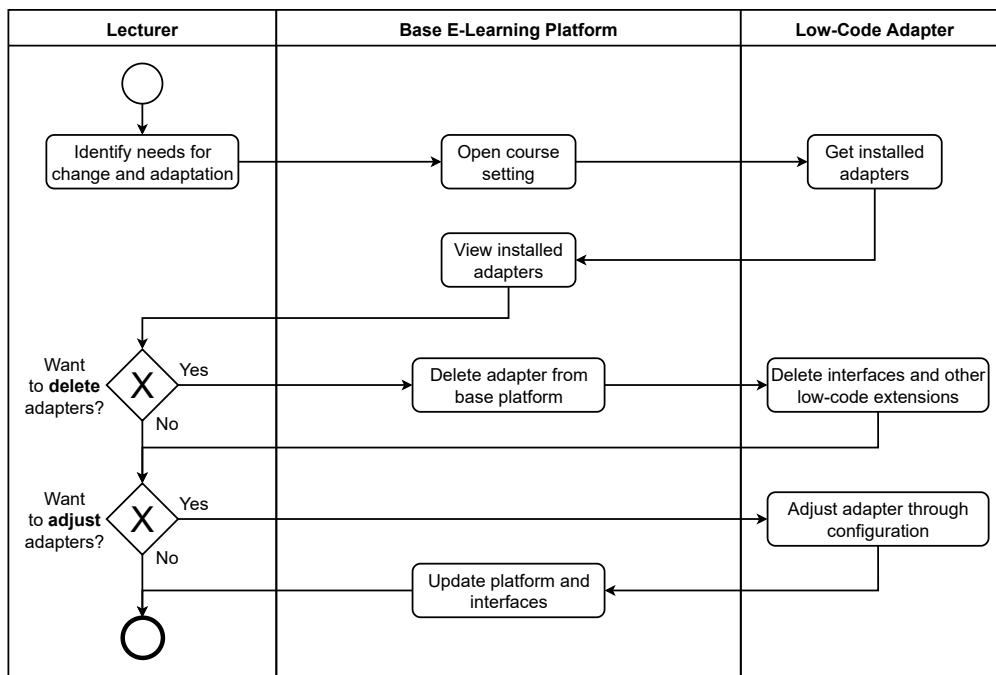 Lecturer
Base E-Learning Platform
Low-Code Adapter
Identify needs for
change and adaptation
Open course
setting
Get installed
adapters
View installed
adapters
Want
to delete
adapters?
X
Yes
No
Delete adapter from
base platform
Delete interfaces and other
low-code extensions
Want
to adjust
adapters?
X
Yes
No
Adjust adapter through
configuration
Update platform and
interfaces